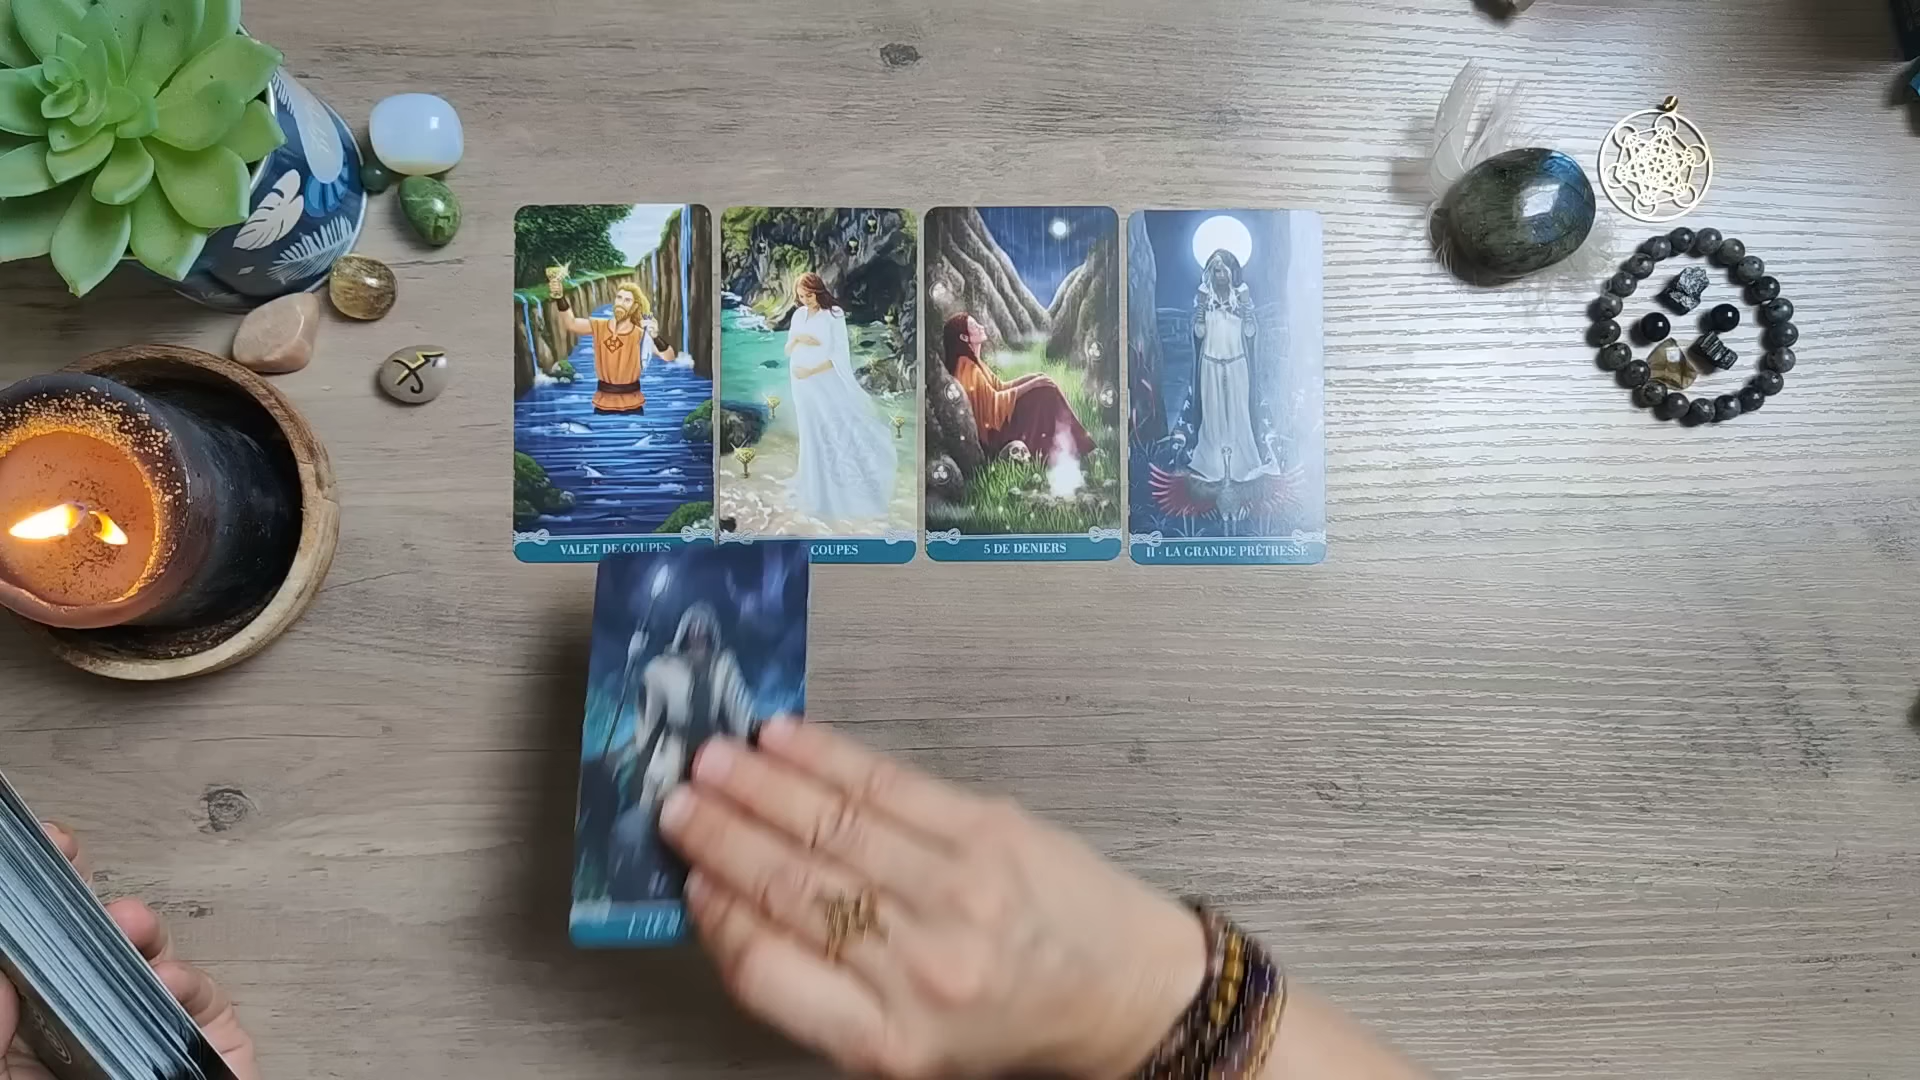 VALET DE COUPES
COUPES
5 DE DENIERS
II · LA GRANDE PRÊTRESSE